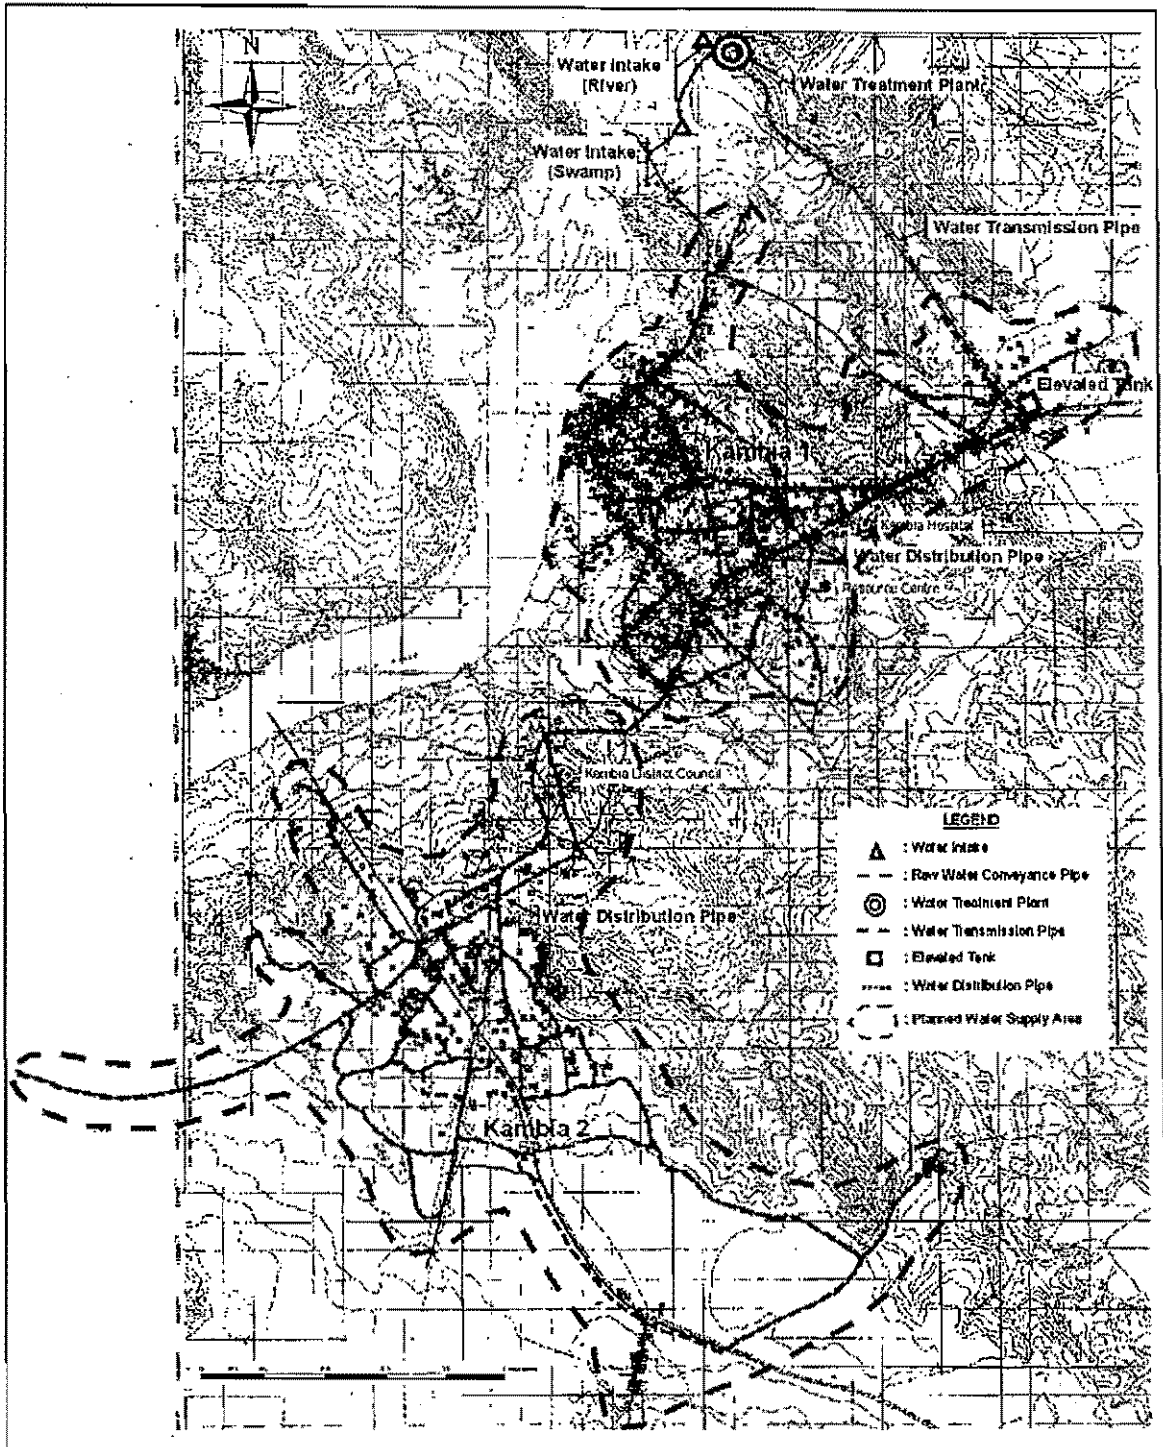 N
Water Intake
(River)
Water Treatment Plant
Water Intake
(Swamp)
Water Transmission Pipe
Elevated Tank
Kambia 1
Kambia Hospital
Water Distribution Pipe
Resource Centre
Kambia District Council
LEGEND
: Water Intake
: Raw Water Conveyance Pipe
: Water Treatment Plant
: Water Transmission Pipe
: Elevated Tank
: Water Distribution Pipe
: Planned Water Supply Area
Water Distribution Pipe
Kambia 2